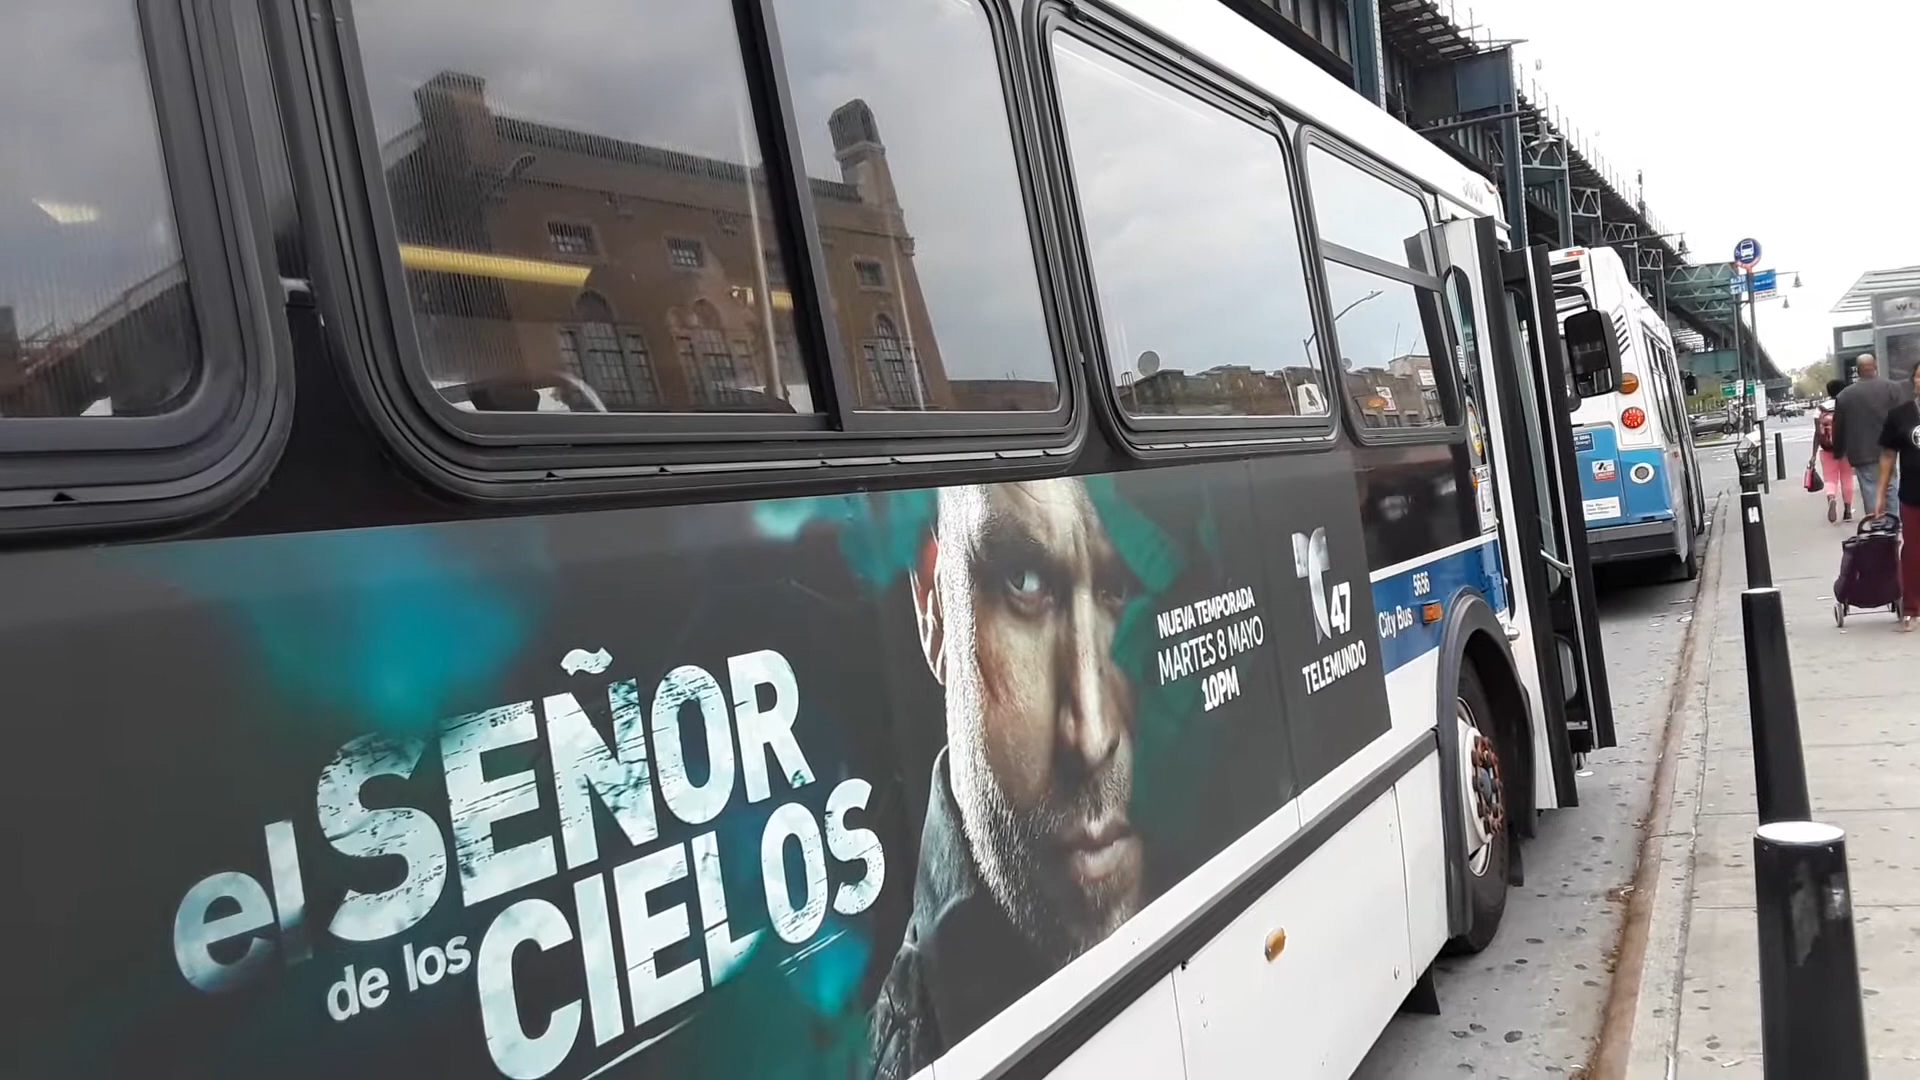 el SEÑOR
de los CIELOS
NUEVA TEMPORADA
MARTES 8 MAYO
10PM
47
TELEMUNDO
5656
City Bus